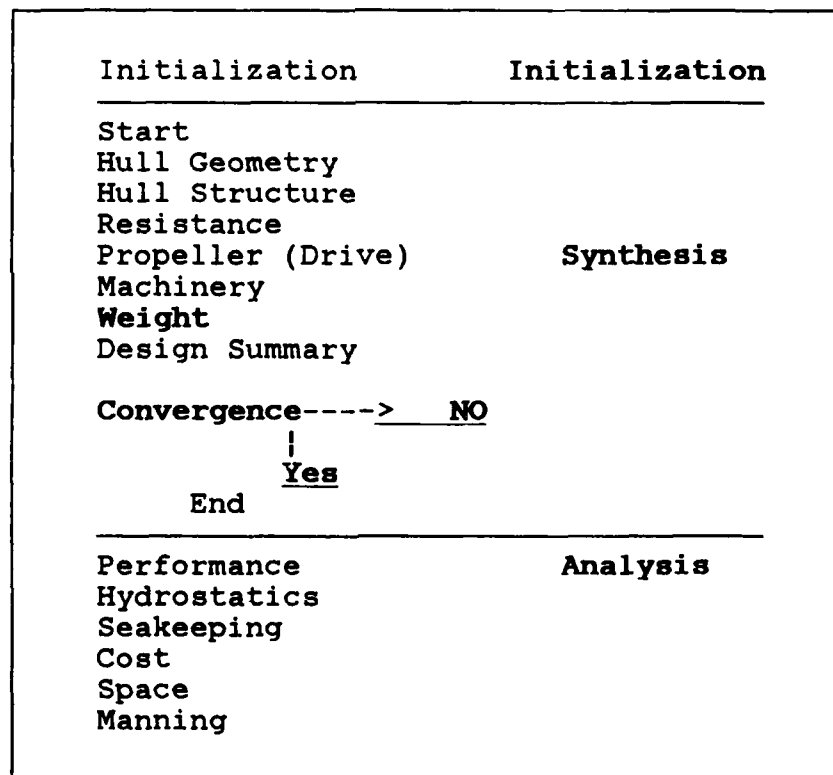 Initialization Initialization
Start
Hull Geometry
Hull Structure
Resistance
Propeller (Drive) Synthesis
Machinery
Weight
Design Summary
Convergence----> NO
Yes
End
Performance Analysis
Hydrostatics
Seakeeping
Cost
Space
Manning